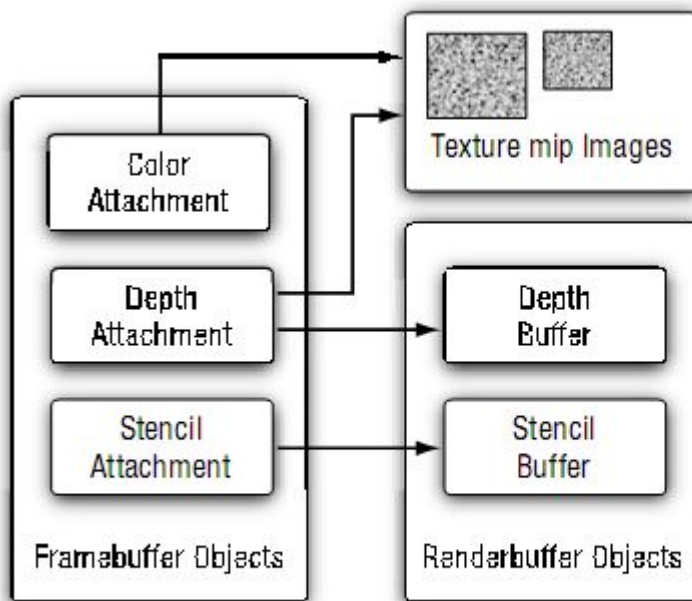 Color
Attachment
Depth
Attachment
Stencil
Attachment
Framebuffer Objects
Texture mip Images
Depth
Buffer
Stencil
Buffer
Renderbuffer Objects